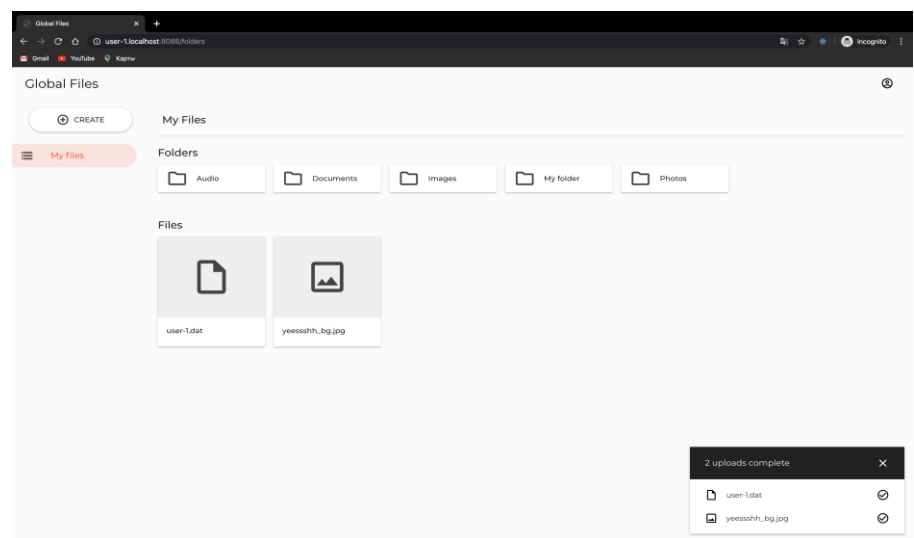 Global Files
user-1.localhost:8088/folders
Incognito
Gmail YouTube Карты
Global Files
CREATE
My Files
My files
Folders
Audio Documents Images My folder Photos
Files
user-1.dat yeessshh_bg.jpg
2 uploads complete
user-1.dat
yeessshh_bg.jpg